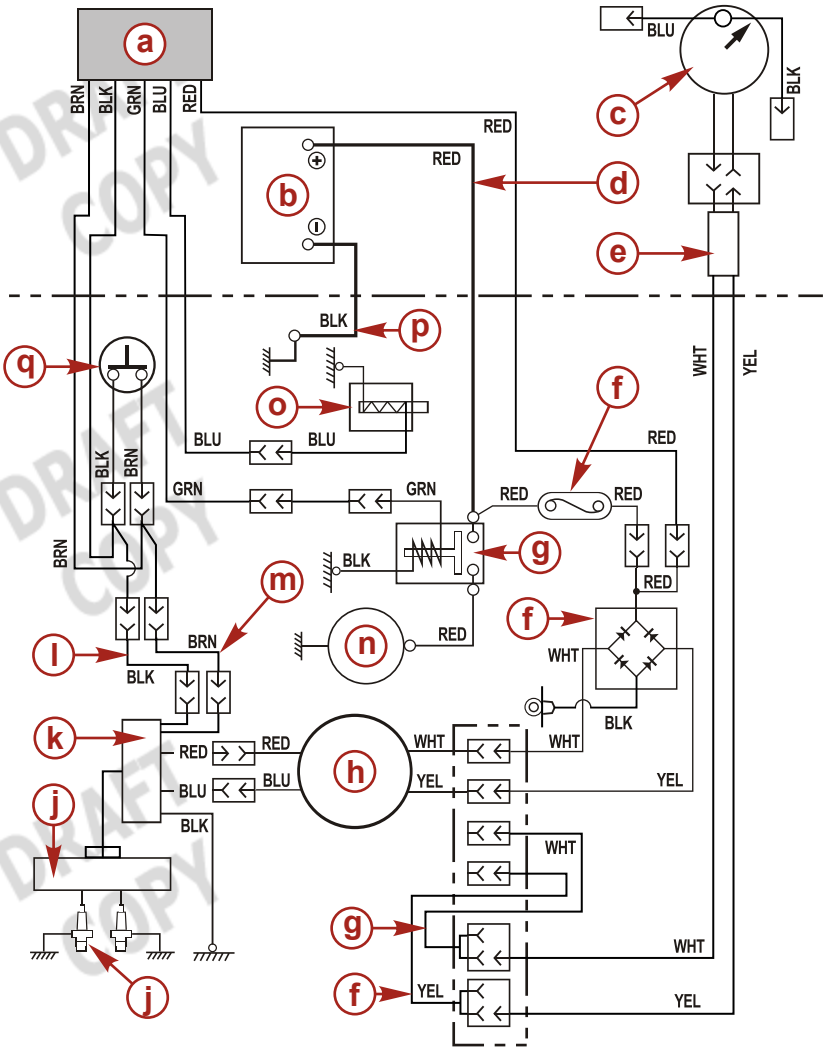 a
BLU
BRN
BLK
GRN
BLU
RED
BLK
c
RED
RED
b
d
e
DRAFT
COPY
BLK
p
q
WHT
YEL
o
f
BLU
BLU
RED
BLK
BRN
GRN
GRN
RED
RED
DRAFT
COPY
BRN
BLK
g
RED
m
f
BRN
n
RED
l
BLK
WHT
BLK
k
RED
RED
h
WHT
WHT
BLU
BLU
YEL
YEL
j
BLK
DRAFT
COPY
WHT
g
WHT
j
f
YEL
YEL